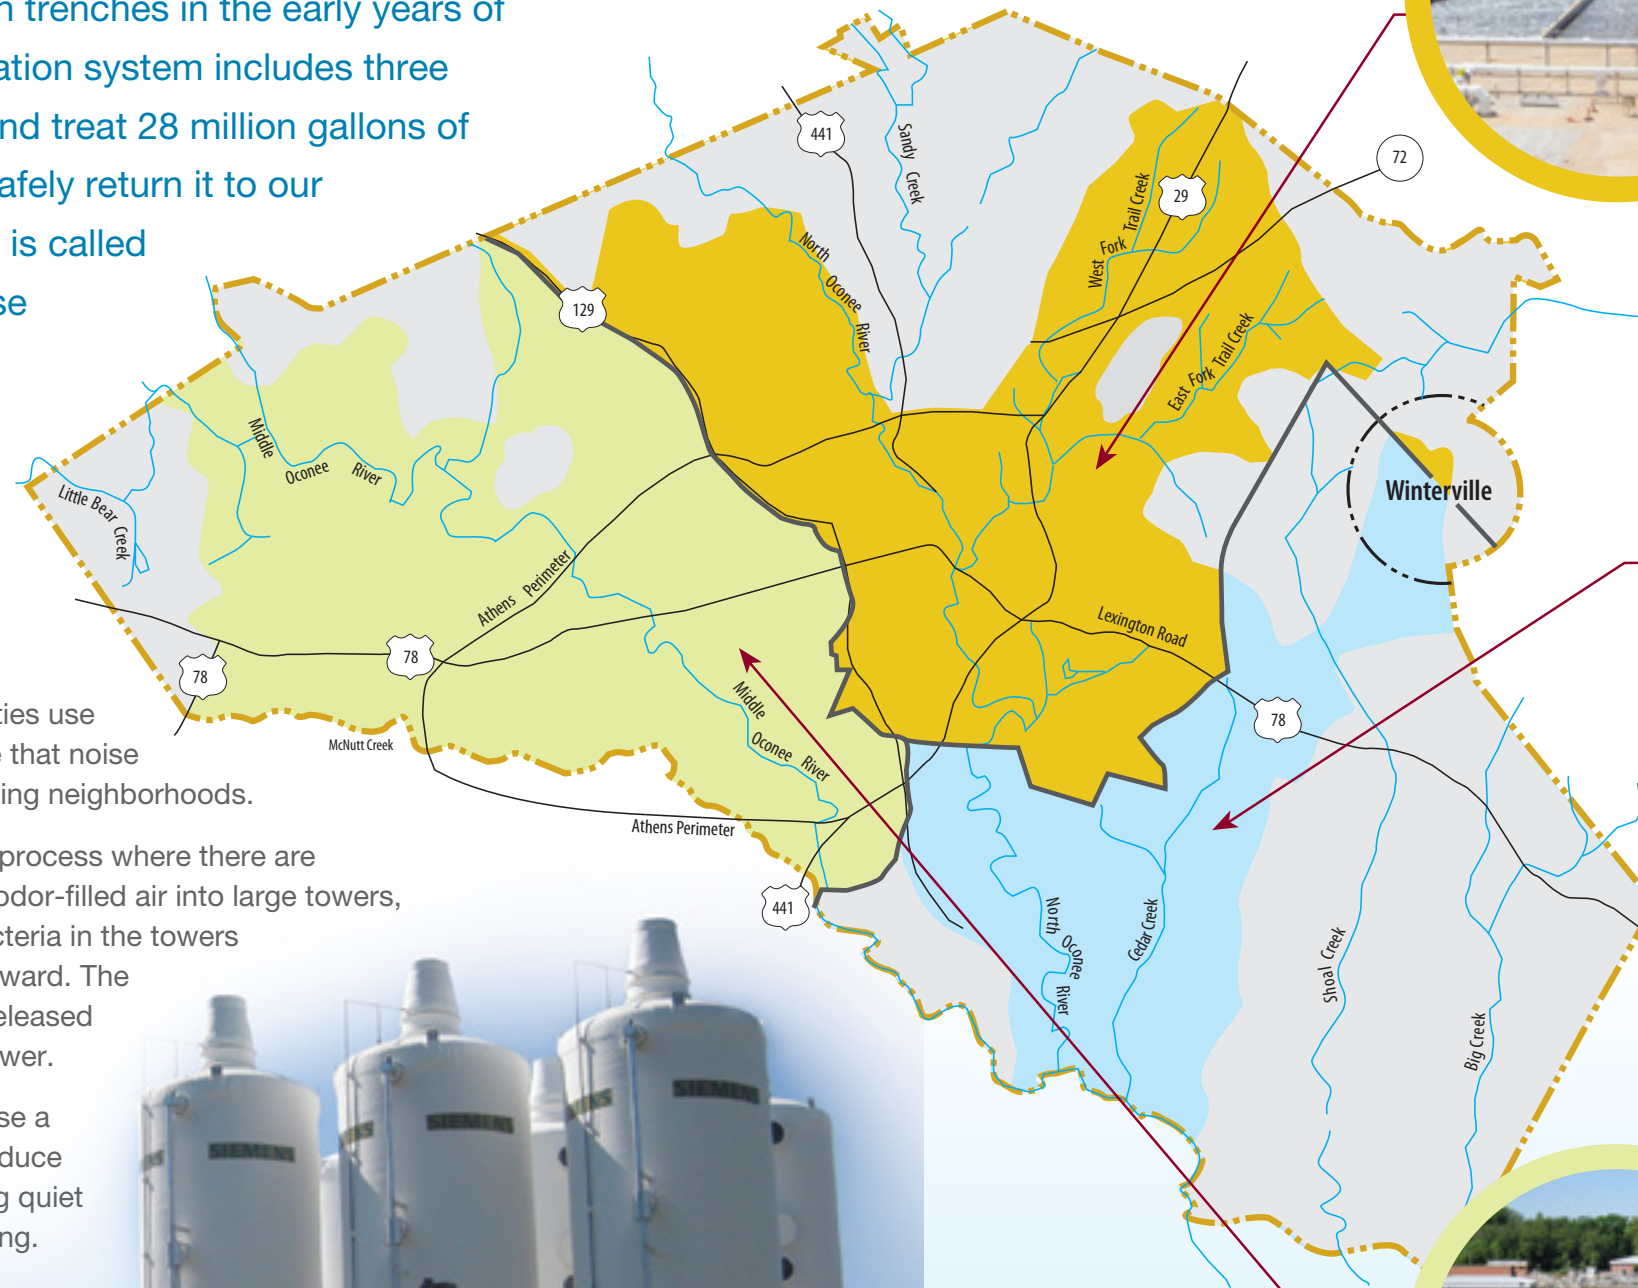 n trenches in the early years of
ation system includes three
nd treat 28 million gallons of
afely return it to our
is called
se
ties use
e that noise
ing neighborhoods.
process where there are
odor-filled air into large towers,
cteria in the towers
ward. The
eleased
wer.
se a
duce
g quiet
ng.
441
Sandy Creek
72
29
West Fork Trail Creek
North Oconee River
129
East Fork Trail Creek
Middle Oconee River
Little Bear Creek
Winterville
Athens Perimeter
Lexington Road
78
78
78
McNutt Creek
Middle Oconee River
Athens Perimeter
441
North Oconee River
Cedar Creek
Shoal Creek
Big Creek
SIEMENS
SIEMENS
SIEMENS